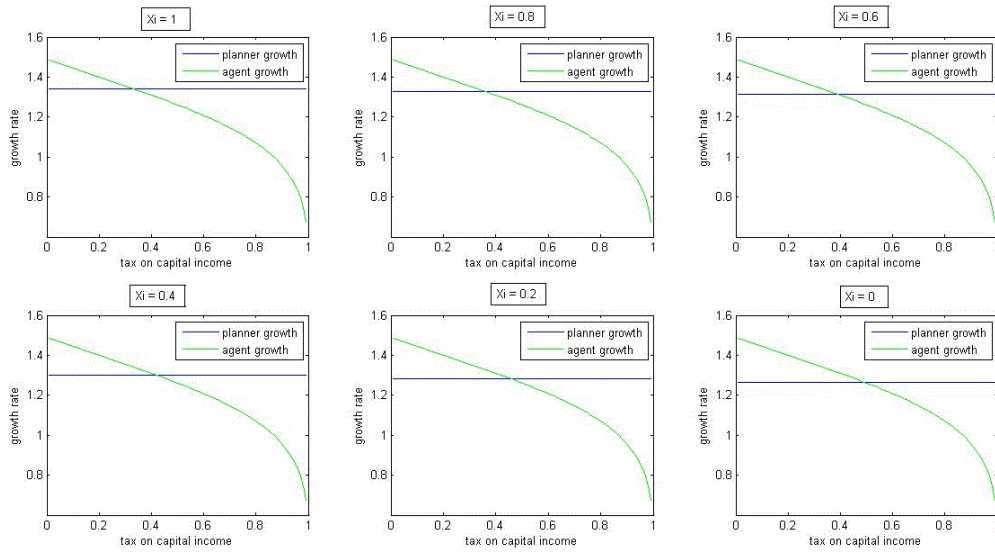 Xi = 1
1.6
1.4
1.2
1
0.8
growth rate
planner growth
agent growth
0 0.2 0.4 0.6 0.8 1
tax on capital income
Xi = 0.8
1.6
1.4
1.2
1
0.8
growth rate
planner growth
agent growth
0 0.2 0.4 0.6 0.8 1
tax on capital income
Xi = 0.6
1.6
1.4
1.2
1
0.8
growth rate
planner growth
agent growth
0 0.2 0.4 0.6 0.8
tax on capital income
Xi = 0.4
1.6
1.4
1.2
1
0.8
growth rate
planner growth
agent growth
0 0.2 0.4 0.6 0.8 1
tax on capital income
Xi = 0.2
1.6
1.4
1.2
1
0.8
growth rate
planner growth
agent growth
0 0.2 0.4 0.6 0.8 1
tax on capital income
Xi = 0
1.6
1.4
1.2
1
0.8
growth rate
planner growth
agent growth
0 0.2 0.4 0.6 0.8
tax on capital income